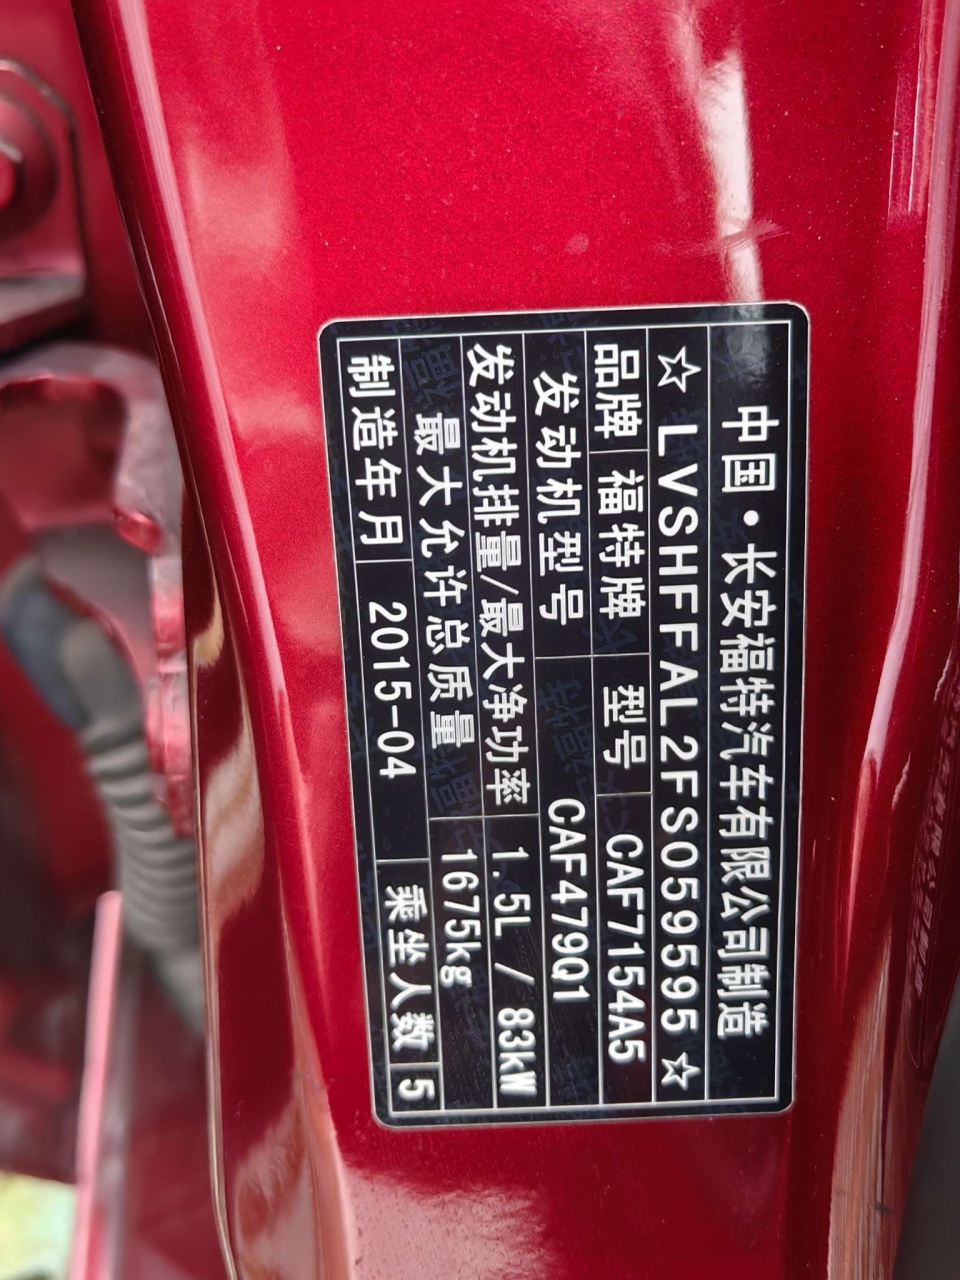 中国·长安福特汽车有限公司制造
☆LVSHFFAL2FS059595☆
品牌 福特牌 型号 CAF7154A5
发动机型号 CAF479Q1
发动机排量/最大净功率 1.5L / 83kW
最大允许总质量 1675kg
制造年月 2015-04 乘坐人数 5